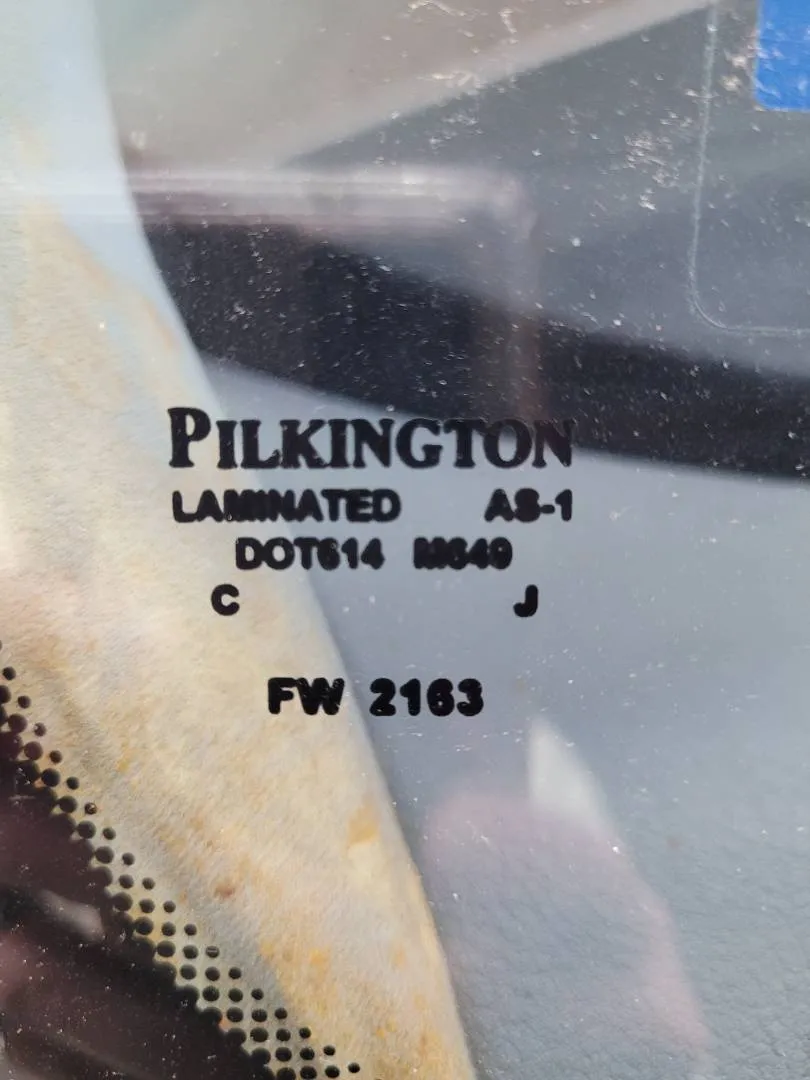 PILKINGTON
LAMINATED AS-1
DOT614 M649
C J
FW 2163